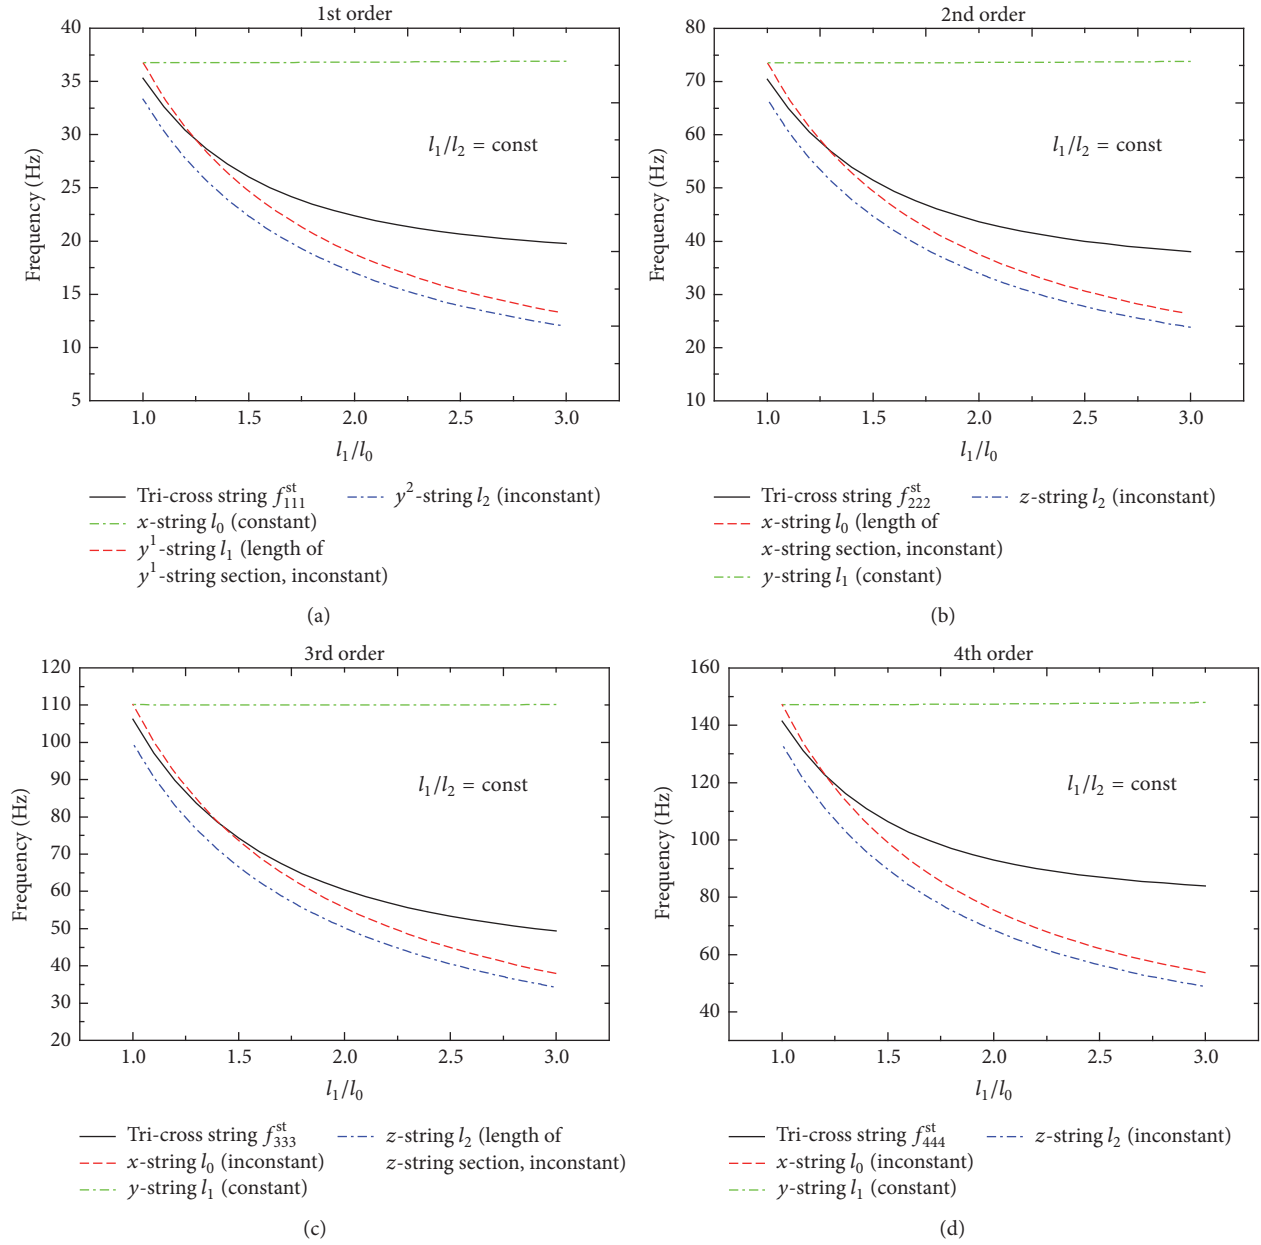 1st order
40
35
30
25
20
15
10
5
Frequency (Hz)
l₁/l₂ = const
1.0 1.5 2.0 2.5 3.0
l₁/l₀
Tri-cross string f₁₁₁ˢᵗ
x-string l₀ (constant)
y¹-string l₁ (length of
y¹-string section, inconstant)
y²-string l₂ (inconstant)
(a)
2nd order
80
70
60
50
40
30
20
10
Frequency (Hz)
l₁/l₂ = const
1.0 1.5 2.0 2.5 3.0
l₁/l₀
Tri-cross string f₂₂₂ˢᵗ
x-string l₀ (length of
x-string section, inconstant)
y-string l₁ (constant)
z-string l₂ (inconstant)
(b)
3rd order
120
110
100
90
80
70
60
50
40
30
20
Frequency (Hz)
l₁/l₂ = const
1.0 1.5 2.0 2.5 3.0
l₁/l₀
Tri-cross string f₃₃₃ˢᵗ
x-string l₀ (inconstant)
y-string l₁ (constant)
z-string l₂ (length of
z-string section, inconstant)
(c)
4th order
160
140
120
100
80
60
40
Frequency (Hz)
l₁/l₂ = const
1.0 1.5 2.0 2.5 3.0
l₁/l₀
Tri-cross string f₄₄₄ˢᵗ
x-string l₀ (inconstant)
y-string l₁ (constant)
z-string l₂ (inconstant)
(d)